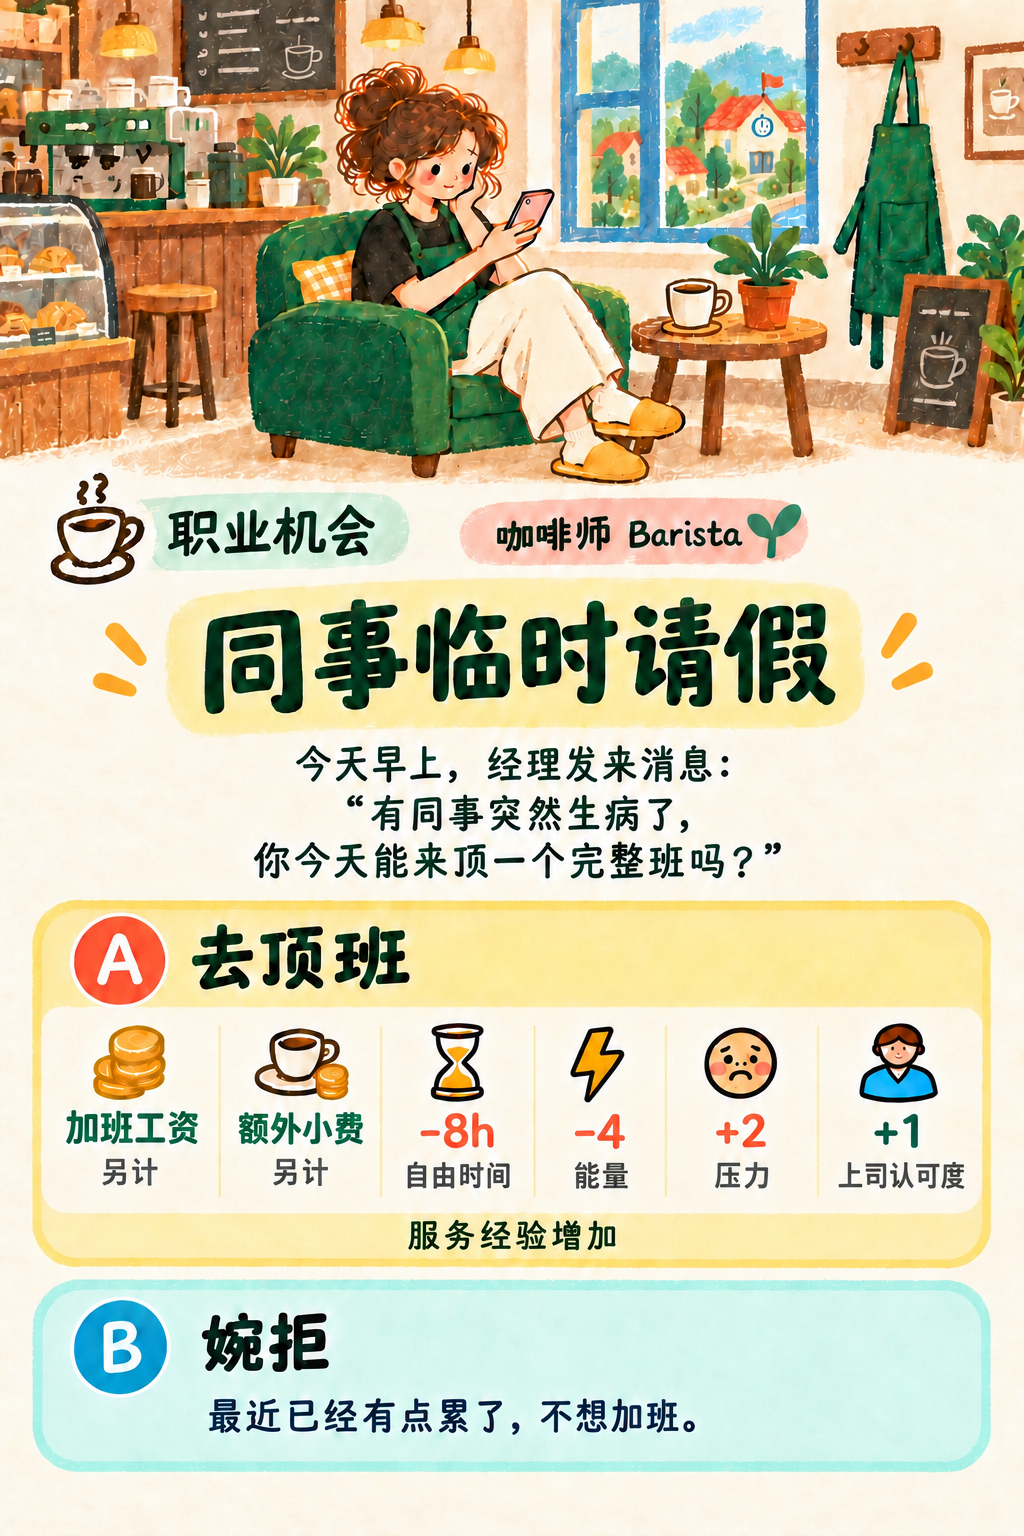 职业机会
咖啡师 Barista
同事临时请假
今天早上，经理发来消息：
“有同事突然生病了，
你今天能来顶一个完整班吗？”
A 去顶班
加班工资
另计
额外小费
另计
-8h
自由时间
-4
能量
+2
压力
+1
上司认可度
服务经验增加
B 婉拒
最近已经有点累了，不想加班。